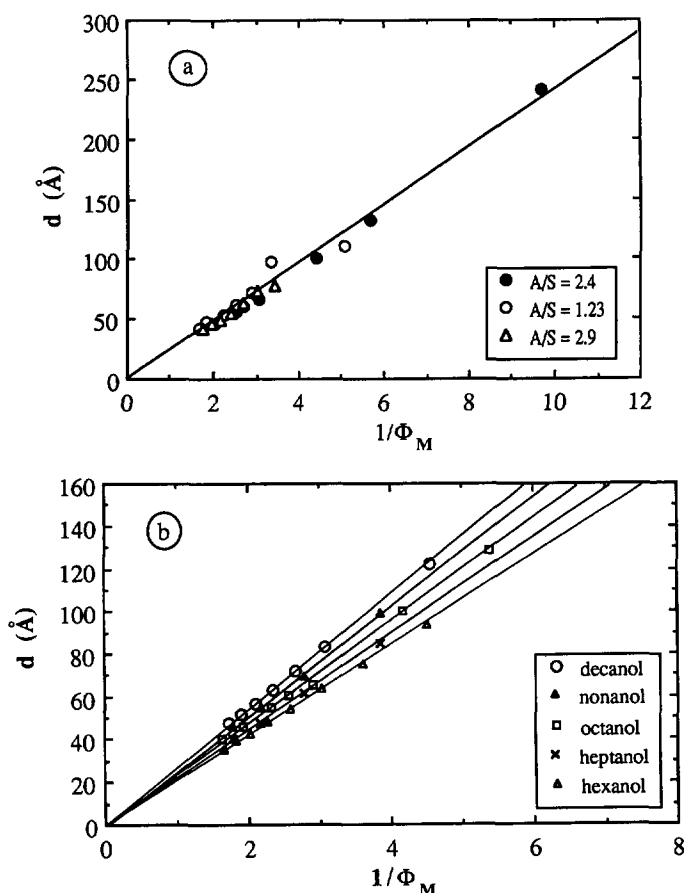 300
250
200
150
100
50
0
d (Å)
a
A/S = 2.4
A/S = 1.23
A/S = 2.9
0 2 4 6 8 10 12
1/Φ_M
160
140
120
100
80
60
40
20
0
d (Å)
b
decanol
nonanol
octanol
heptanol
hexanol
0 2 4 6 8
1/Φ_M